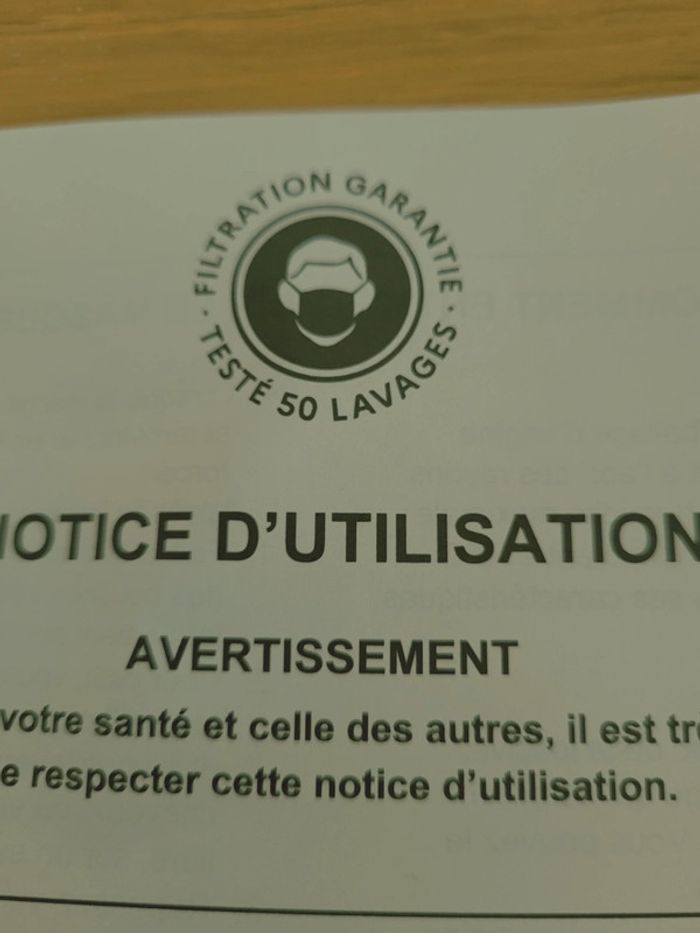 · FILTRATION GARANTIE ·
TESTÉ 50 LAVAGES
NOTICE D'UTILISATION
AVERTISSEMENT
votre santé et celle des autres, il est
respecter cette notice d'utilisation.